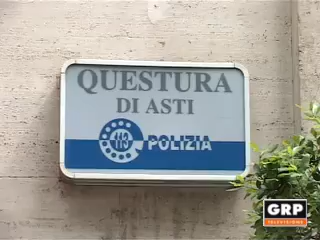 QUESTURA
DI ASTI
113 POLIZIA
GRP
TELEVISIONE